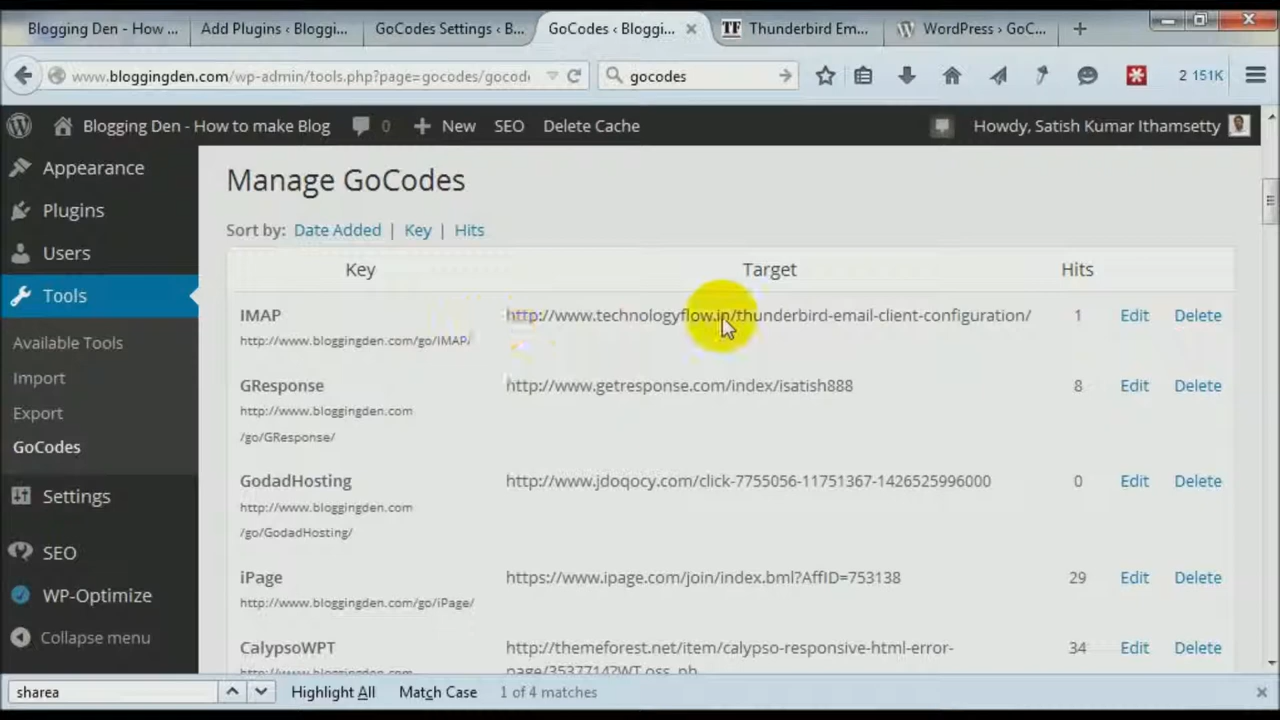 Blogging Den - How ...
Add Plugins ‹ Bloggi...
GoCodes Settings ‹ B...
GoCodes ‹ Bloggi...
TF Thunderbird Em...
WordPress › GoC...
www.bloggingden.com/wp-admin/tools.php?page=gocodes/gocod
gocodes
2 151K
Blogging Den - How to make Blog
0
New
SEO
Delete Cache
Howdy, Satish Kumar Ithamsetty
Appearance
Plugins
Users
Tools
Available Tools
Import
Export
GoCodes
Settings
SEO
WP-Optimize
Collapse menu
Manage GoCodes
Sort by: Date Added | Key | Hits
Key Target Hits
IMAP http://www.technologyflow.in/thunderbird-email-client-configuration/ 1 Edit Delete
http://www.bloggingden.com/go/IMAP/
GResponse http://www.getresponse.com/index/isatish888 8 Edit Delete
http://www.bloggingden.com
/go/GResponse/
GodadHosting http://www.jdoqocy.com/click-7755056-11751367-1426525996000 0 Edit Delete
http://www.bloggingden.com
/go/GodadHosting/
iPage https://www.ipage.com/join/index.bml?AffID=753138 29 Edit Delete
http://www.bloggingden.com/go/iPage/
CalypsoWPT http://themeforest.net/item/calypso-responsive-html-error- 34 Edit Delete
sharea
Highlight All
Match Case
1 of 4 matches